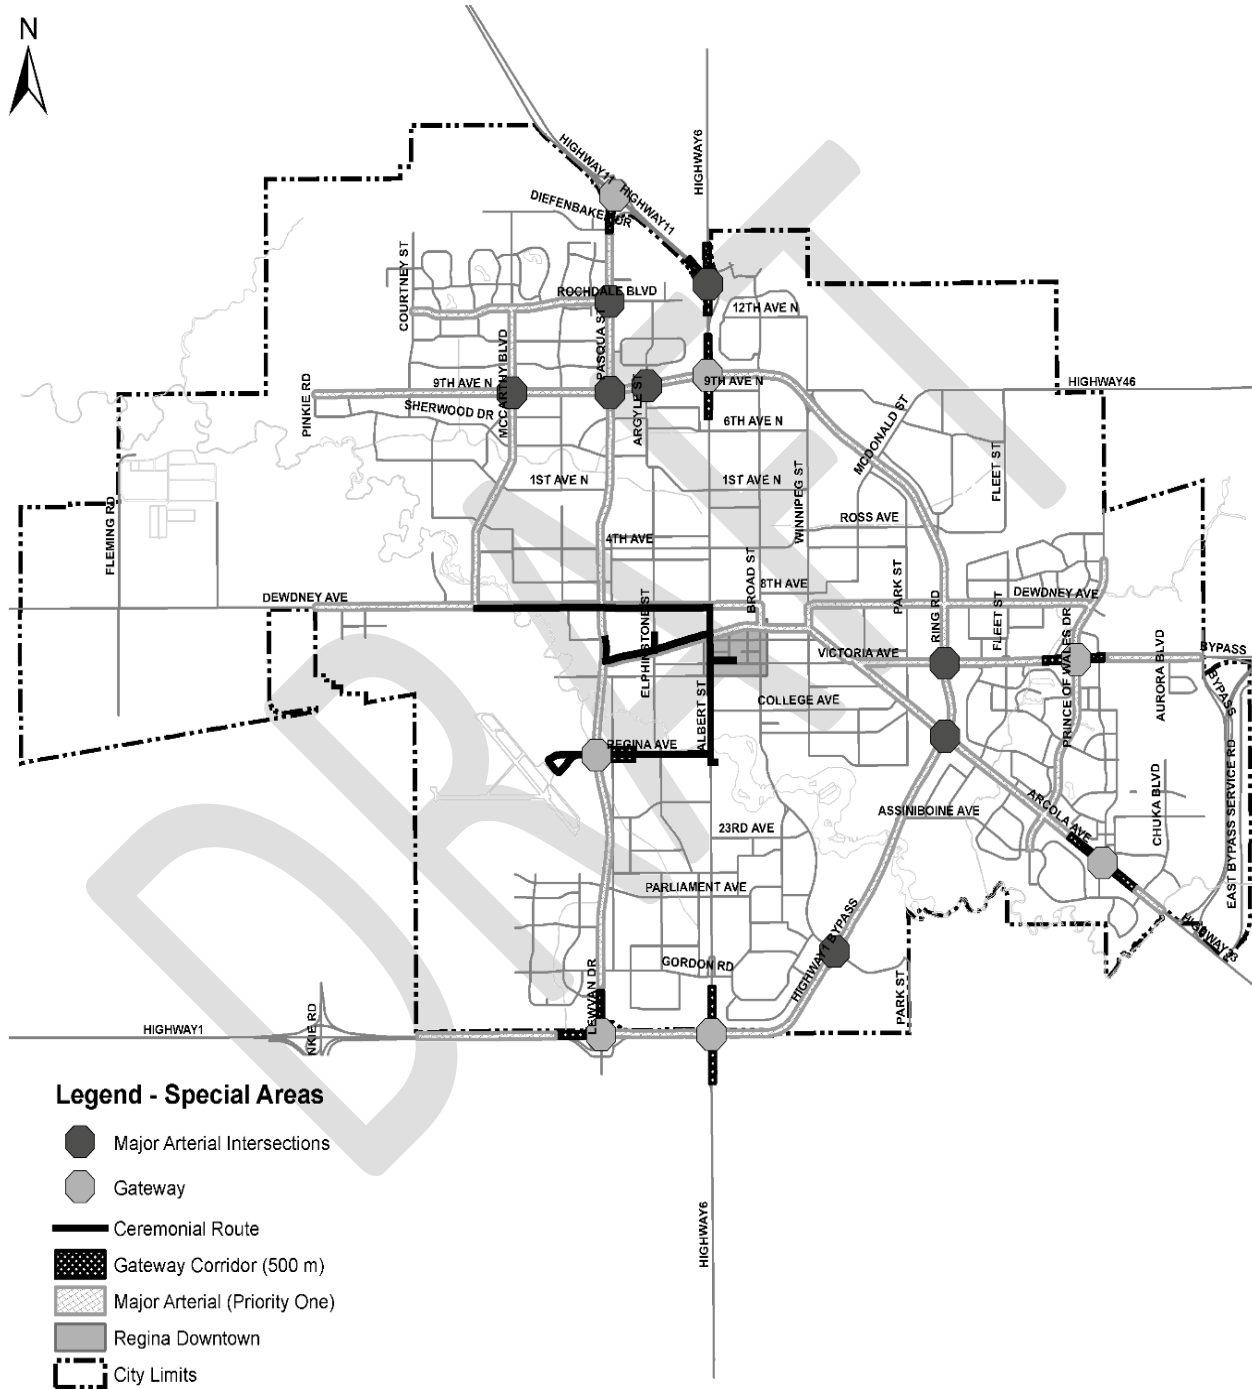 N
HIGHWAY11
HIGHWAY11
HIGHWAY6
DIEFENBAKER DR
COURTNEY ST
ROCHDALE BLVD
12TH AVE N
PASQUA ST
MCCARTHY BLVD
PINKIE RD
9TH AVE N
9TH AVE N
HIGHWAY46
SHERWOOD DR
ARGYLE ST
6TH AVE N
MCDONALD ST
FLEET ST
1ST AVE N
1ST AVE N
WINNIPEG ST
FLEMING RD
ROSS AVE
4TH AVE
BROAD ST
8TH AVE
PARK ST
RING RD
FLEET ST
DEWDNEY AVE
DEWDNEY AVE
ELPHINSTONE ST
VICTORIA AVE
PRINCE OF WALES DR
AURORA BLVD
BYPASS
BYPASS
ALBERT ST
COLLEGE AVE
REGINA AVE
EAST BYPASS SERVICE RD
CHUKA BLVD
ARCOLA AVE
ASSINIBOINE AVE
23RD AVE
PARLIAMENT AVE
HIGHWAY1 BYPASS
GORDON RD
LEWVAN DR
PARK ST
HIGHWAY33
HIGHWAY1
NKIE RD
HIGHWAY6
DRAFT
Legend - Special Areas
Major Arterial Intersections
Gateway
Ceremonial Route
Gateway Corridor (500 m)
Major Arterial (Priority One)
Regina Downtown
City Limits